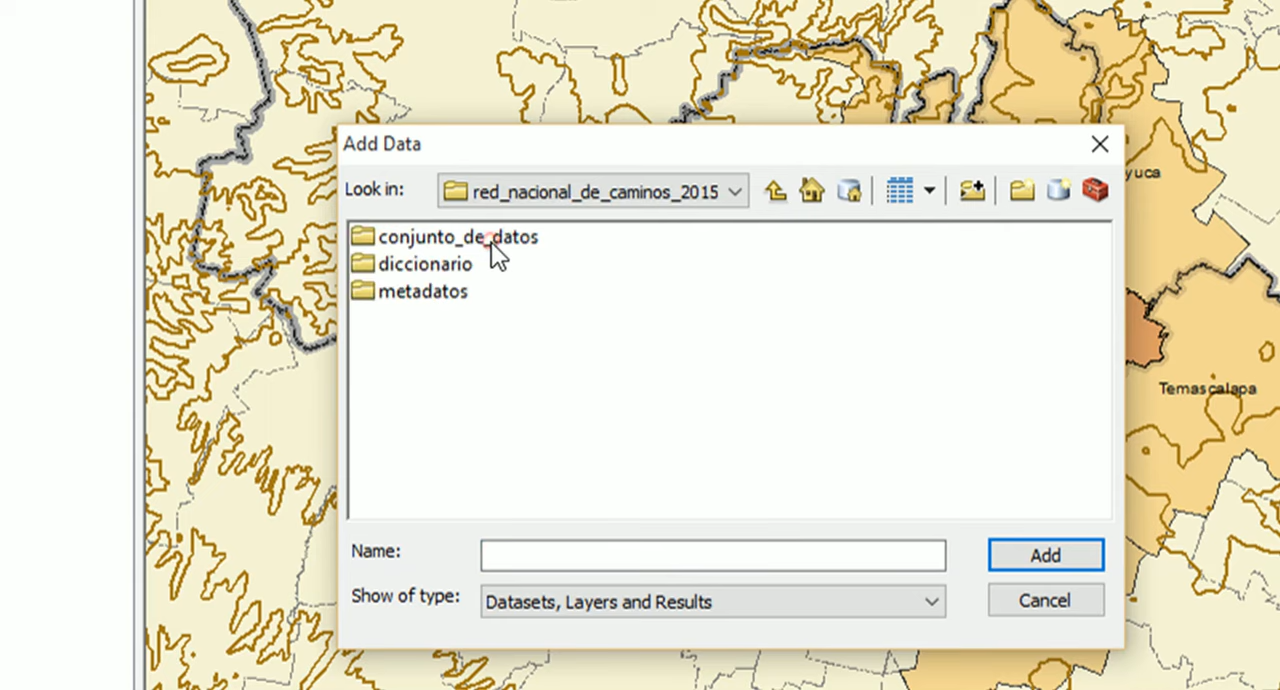 Add Data
Look in:
red_nacional_de_caminos_2015
conjunto_de_datos
yuca
diccionario
metadatos
Temascalapa
Name:
Add
Show of type:
Datasets, Layers and Results
Cancel